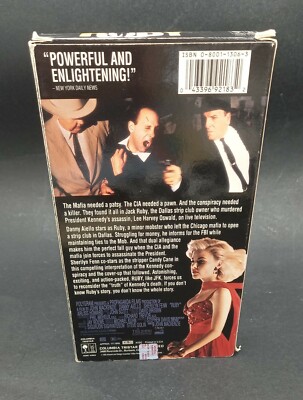 "POWERFUL AND
ENLIGHTENING!"
– NEW YORK DAILY NEWS
ISBN 0-8001-1306-3
0 43396 92183 2
The Mafia needed a patsy. The CIA needed a pawn. And the conspiracy needed
a killer. They found it all in Jack Ruby, the Dallas strip club owner who murdered
President Kennedy's assassin, Lee Harvey Oswald, on live television.
Danny Aiello stars as Ruby, a minor mobster who left the Chicago mafia to open
a strip club in Dallas. Struggling for money, he informs for the FBI while
maintaining ties to the Mob. And that dual allegiance
makes him the perfect fall guy when the CIA and the
mafia join forces to assassinate the President.
Sherilyn Fenn co-stars as the stripper Candy Cane in
this compelling interpretation of the Kennedy con-
spiracy and the cover-up that followed. Astonishing,
exciting, and action-packed, RUBY, like JFK, forces us
to reconsider the "truth" of Kennedy's death. If you don't
know Ruby's story, you don't know the whole story.
COLUMBIA TRISTAR